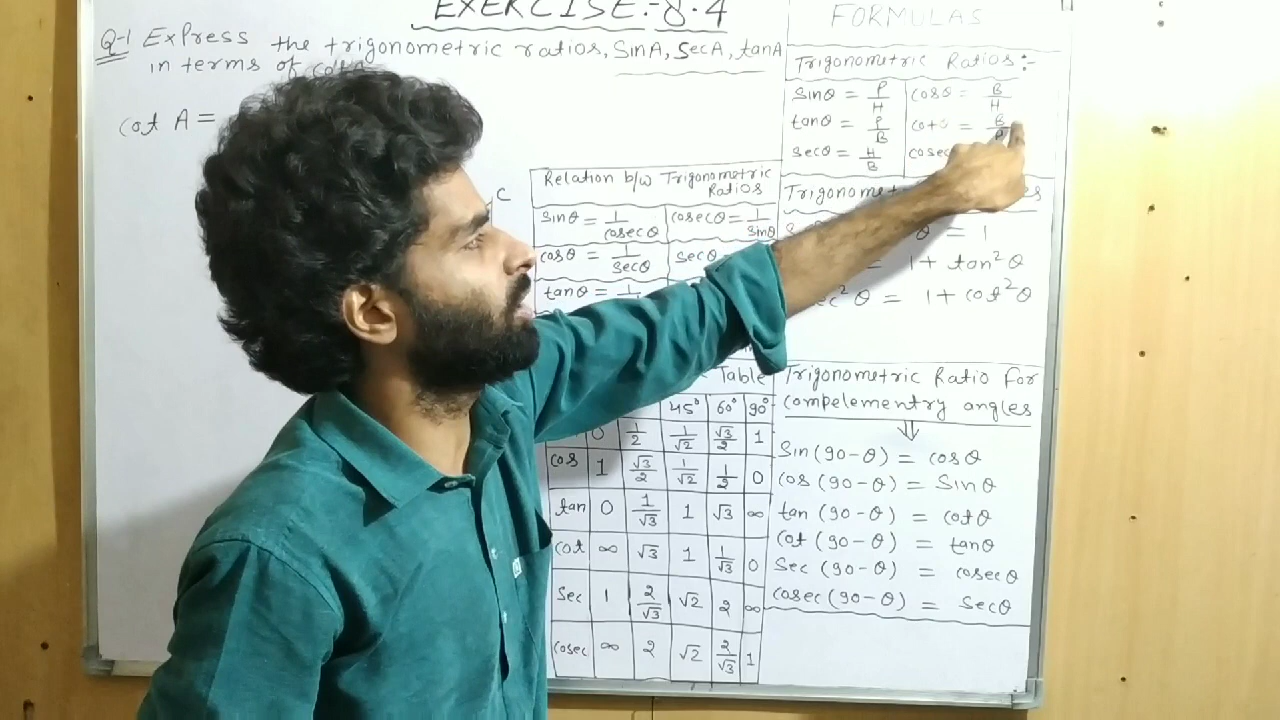 EXERCISE:-8.4
Q-1 Express the trigonometric ratios, SinA, SecA, tanA
in terms of
Cot A =
C
FORMULAS
Trigonometric Ratios:-
Sinθ = P/H cosθ = B/H
tanθ = P/B cotθ = B/P
secθ = H/B cosec
Relation b/w Trigonometric
Ratios
Sinθ = 1/cosecθ cosecθ = 1/sinθ
cosθ = 1/secθ secθ
tanθ = 1
θ = 1
= 1 + tan²θ
ec²θ = 1 + cot²θ
Table
45° 60° 90°
0 1/2 1/√2 √3/2 1
cos 1 √3/2 1/√2 1/2 0
tan 0 1/√3 1 √3 ∞
cot ∞ √3 1 1/√3 0
Sec 1 2/√3 √2 2 ∞
cosec ∞ 2 √2 2/√3 1
Trigonometric Ratio For
compelementry angles
⇓
Sin (90-θ) = cosθ
cos (90-θ) = Sinθ
tan (90-θ) = cotθ
cot (90-θ) = tanθ
Sec (90-θ) = cosecθ
cosec (90-θ) = Secθ